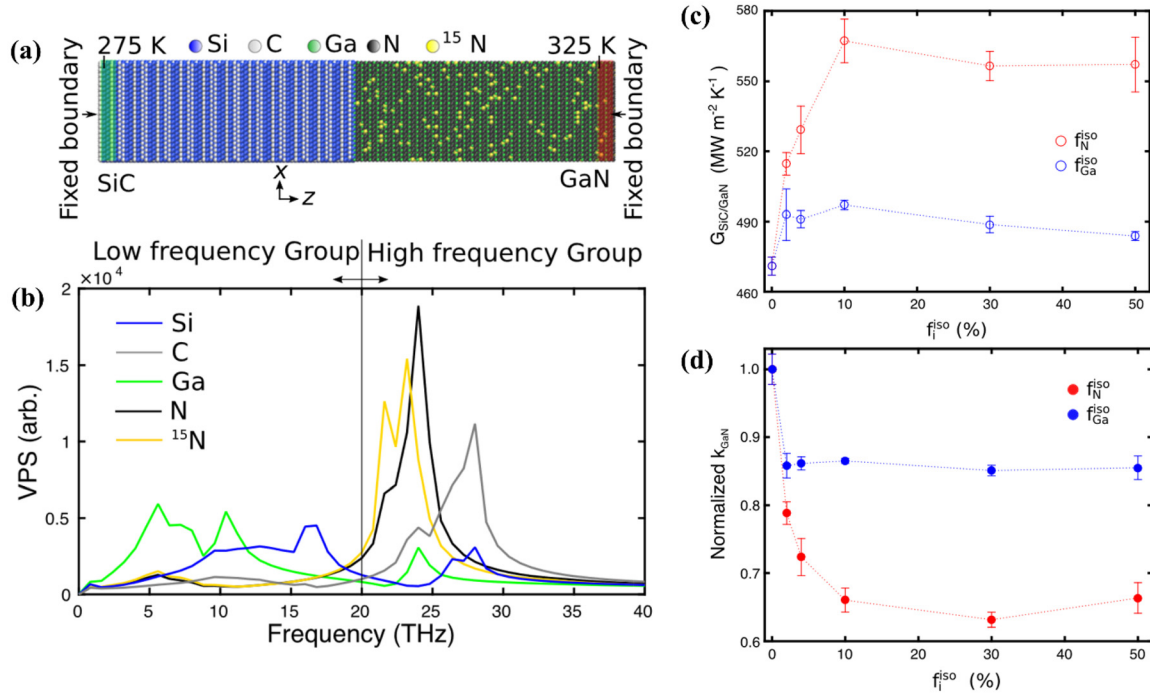 (a)
275 K
Si
C
Ga
N
¹⁵N
325 K
Fixed boundary
Fixed boundary
SiC
x
z
GaN
(b)
Low frequency Group
High frequency Group
×10⁴
2
1.5
1
0.5
0
VPS (arb.)
Si
C
Ga
N
¹⁵N
0 5 10 15 20 25 30 35 40
Frequency (THz)
(c)
580
550
520
490
460
G_SiC/GaN (MW m⁻² K⁻¹)
f_N^iso
f_Ga^iso
0 10 20 30 40 50
f_i^iso (%)
(d)
1.0
0.9
0.8
0.7
0.6
Normalized k_GaN
f_N^iso
f_Ga^iso
0 10 20 30 40 50
f_i^iso (%)